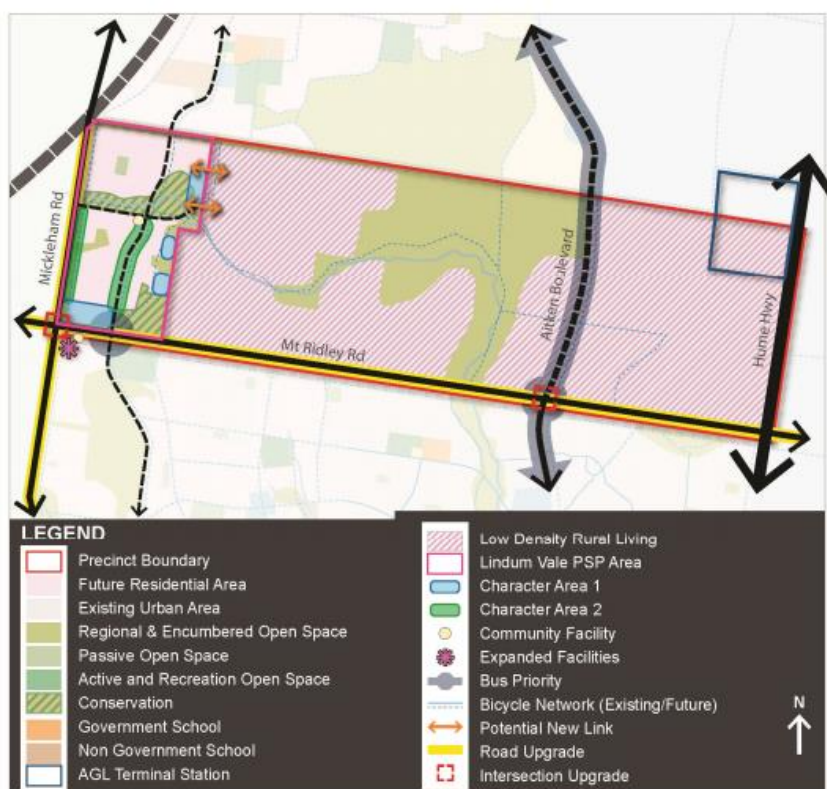 Mickleham Rd
Mt Ridley Rd
Aitken Boulevard
Hume Hwy
LEGEND
Precinct Boundary
Future Residential Area
Existing Urban Area
Regional & Encumbered Open Space
Passive Open Space
Active and Recreation Open Space
Conservation
Government School
Non Government School
AGL Terminal Station
Low Density Rural Living
Lindum Vale PSP Area
Character Area 1
Character Area 2
Community Facility
Expanded Facilities
Bus Priority
Bicycle Network (Existing/Future)
Potential New Link
Road Upgrade
Intersection Upgrade
N